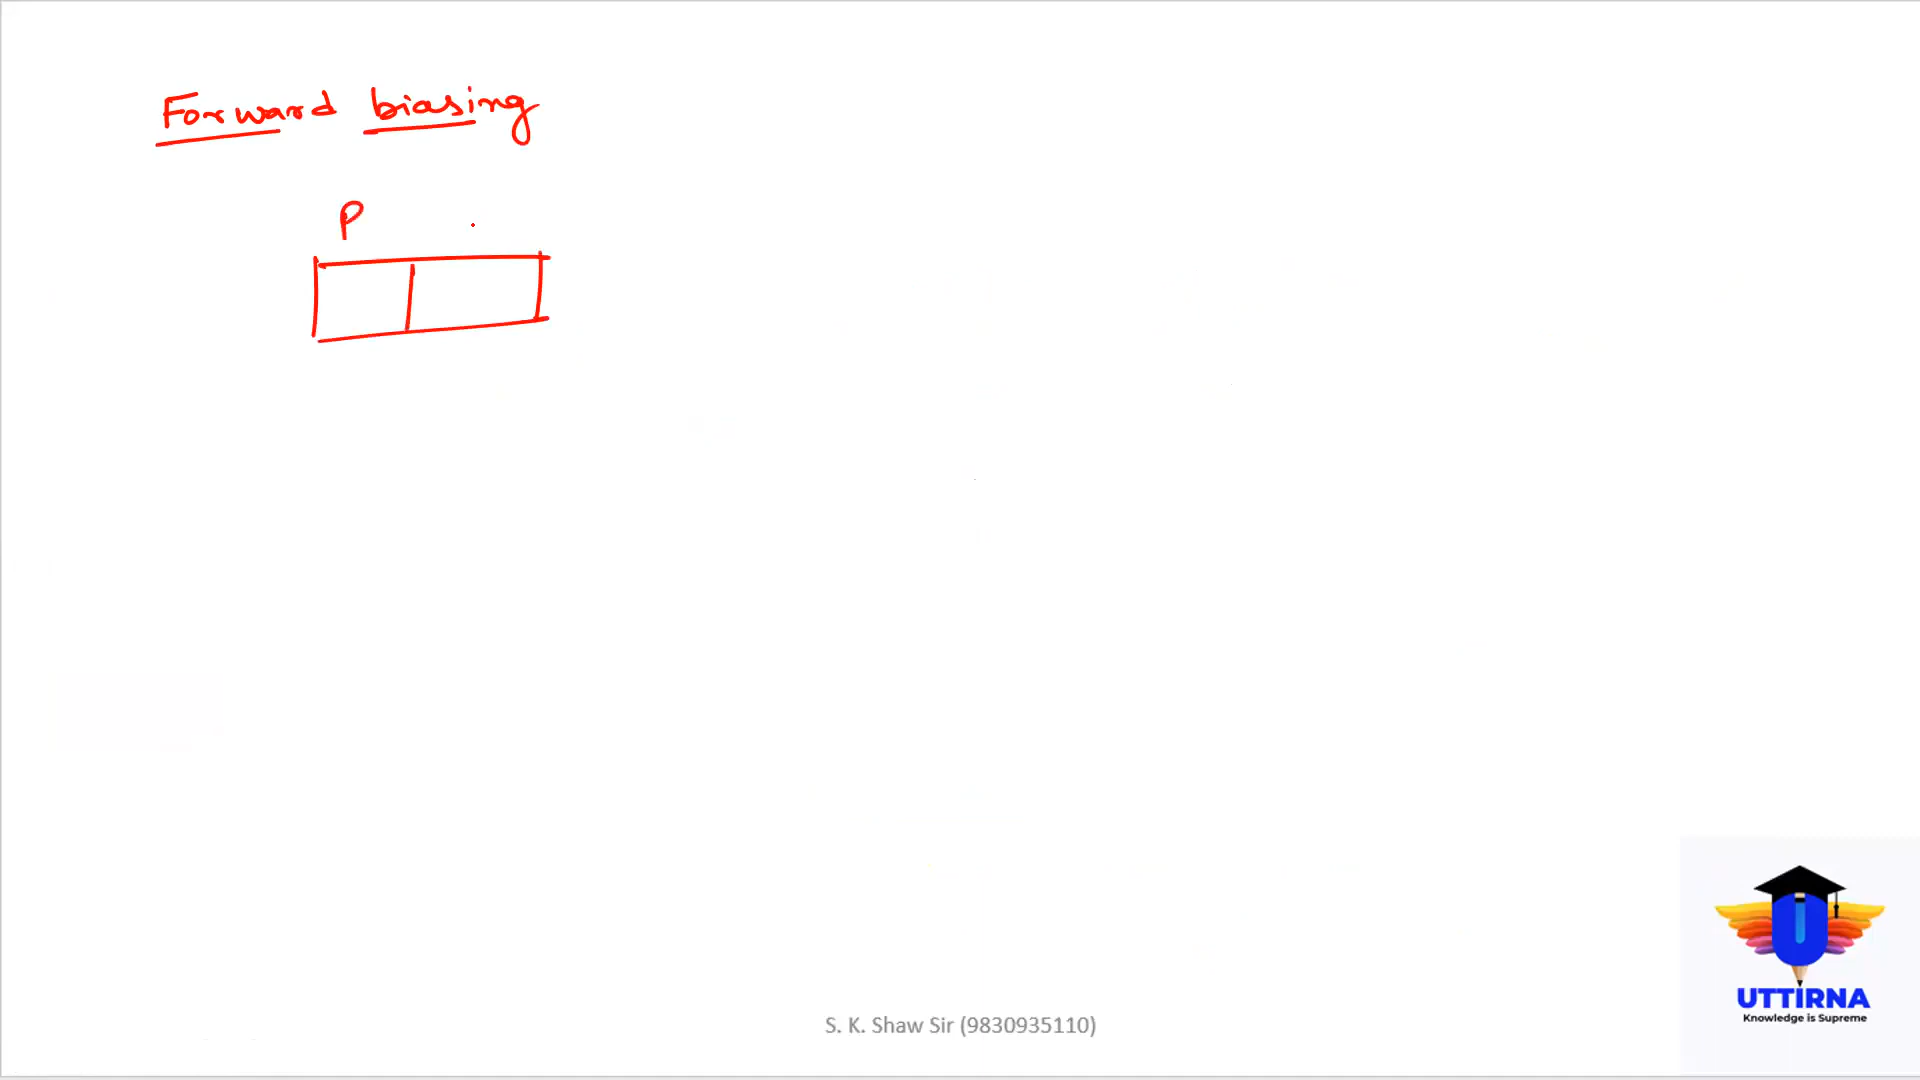 Forward biasing
P
UTTIRNA
Knowledge is Supreme
S. K. Shaw Sir (9830935110)